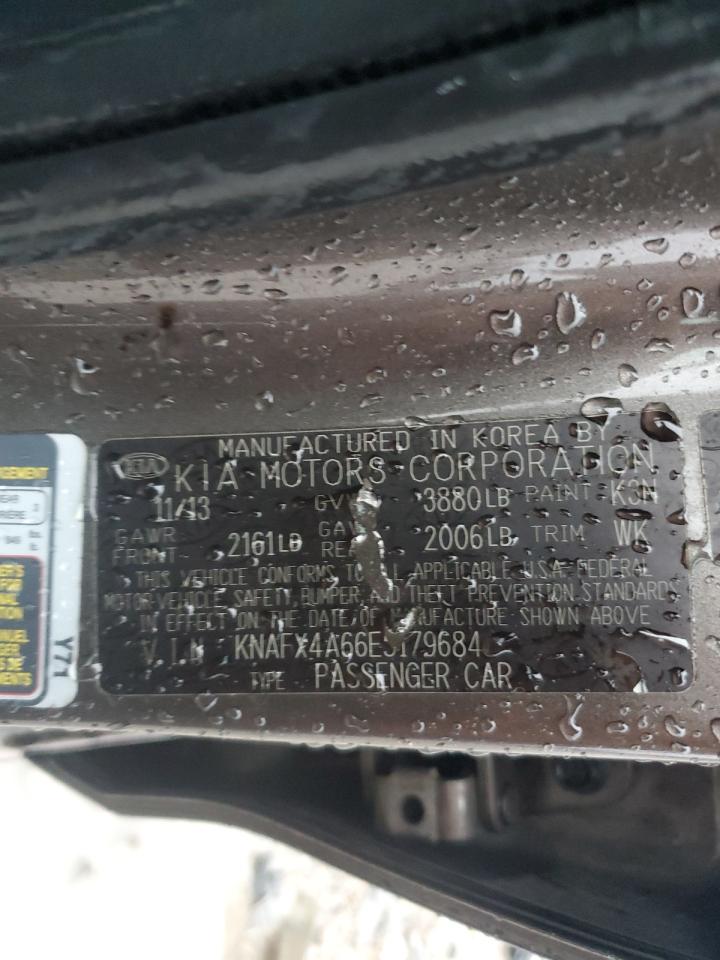 MANUFACTURED IN KOREA BY
KIA KIA MOTORS CORPORATION
11/13 3880LB PAINT K3N
GAWR FRONT 2161LB 2006LB TRIM WK
THIS VEHICLE CONFORMS TO ALL APPLICABLE U.S.A. FEDERAL
MOTOR VEHICLE SAFETY, BUMPER, AND THEFT PREVENTION STANDARDS
IN EFFECT ON THE DATE OF MANUFACTURE SHOWN ABOVE
V.I.N
TYPE PASSENGER CAR
Y71